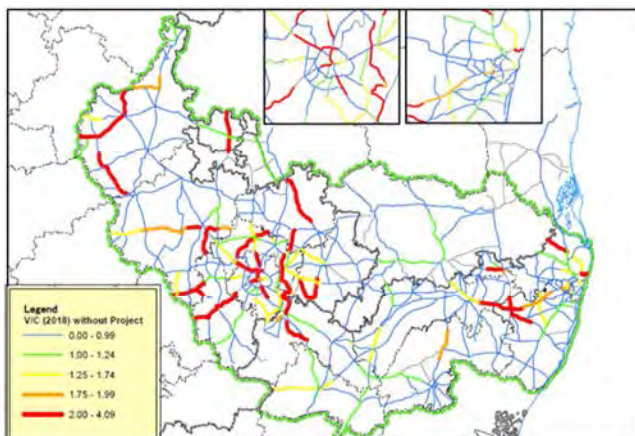 Legend
V/C (2018) without Project
0.00 - 0.99
1.00 - 1.24
1.25 - 1.74
1.75 - 1.99
2.00 - 4.09